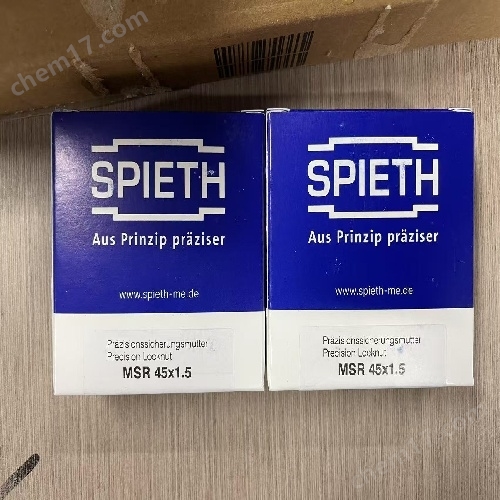 chem17.com
SPIETH
Aus Prinzip präziser
www.spieth-me.de
Präzisionssicherungsmutter
Precision Locknut
MSR 45x1.5
SPIETH
Aus Prinzip präziser
www.spieth-me.de
Präzisionssicherungsmutter
Precision Locknut
MSR 45x1.5